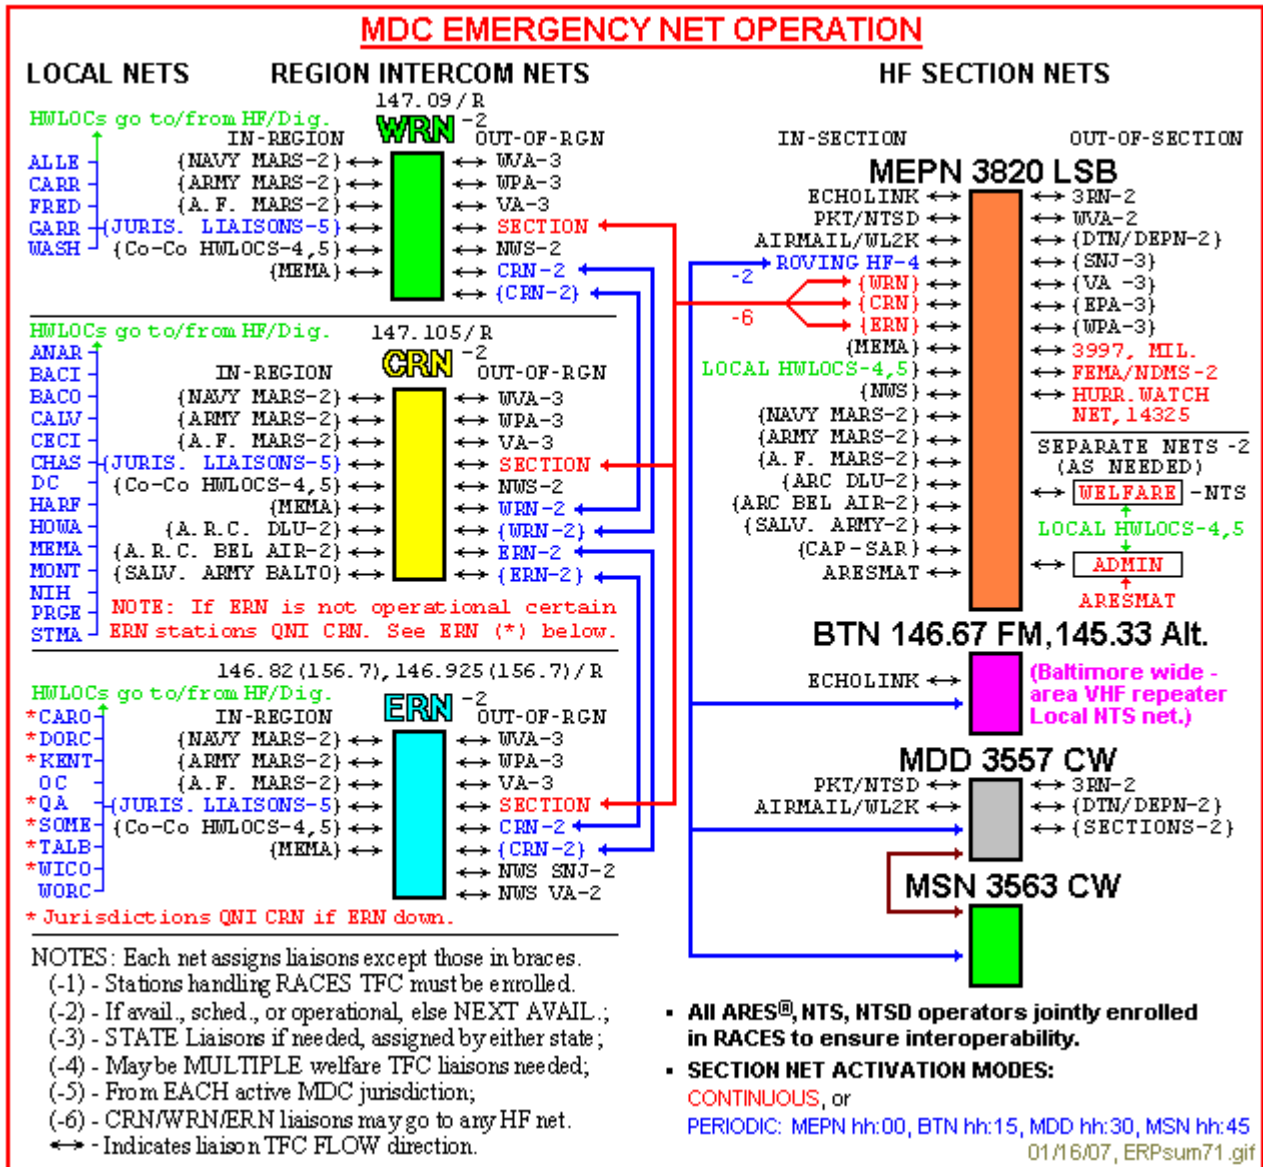 MDC EMERGENCY NET OPERATION
LOCAL NETS
REGION INTERCOM NETS
HF SECTION NETS
147.09/R
HWLOCs go to/from HF/Dig.
WRN -2
IN-REGION
OUT-OF-RGN
ALLE
CARR
FRED
GARR
WASH
{NAVY MARS-2}
{ARMY MARS-2}
{A.F. MARS-2}
{JURIS. LIAISONS-5}
{Co-Co HWLOCS-4,5}
{MEMA}
WVA-3
WPA-3
VA-3
SECTION
NWS-2
CRN-2
{CRN-2}
HWLOCs go to/from HF/Dig.
147.105/R
CRN -2
IN-REGION
OUT-OF-RGN
ANAR
BACI
BACO
CALV
CECI
CHAS
DC
HARF
HOWA
MEMA
MONT
NIH
PRGE
STMA
{NAVY MARS-2}
{ARMY MARS-2}
{A.F. MARS-2}
{JURIS. LIAISONS-5}
{Co-Co HWLOCS-4,5}
{MEMA}
{A.R.C. DLU-2}
{A.R.C. BEL AIR-2}
{SALV. ARMY BALTO}
WVA-3
WPA-3
VA-3
SECTION
NWS-2
WRN-2
{WRN-2}
ERN-2
{ERN-2}
NOTE: If ERN is not operational certain
ERN stations QNI CRN. See ERN (*) below.
146.82(156.7),146.925(156.7)/R
HWLOCs go to/from HF/Dig.
ERN -2
IN-REGION
OUT-OF-RGN
*CARO
*DORC
*KENT
OC
*QA
*SOME
*TALB
*WICO
WORC
{NAVY MARS-2}
{ARMY MARS-2}
{A.F. MARS-2}
{JURIS. LIAISONS-5}
{Co-Co HWLOCS-4,5}
{MEMA}
WVA-3
WPA-3
VA-3
SECTION
CRN-2
{CRN-2}
NWS SNJ-2
NWS VA-2
* Jurisdictions QNI CRN if ERN down.
NOTES: Each net assigns liaisons except those in braces.
(-1) - Stations handling RACES TFC must be enrolled.
(-2) - If avail., sched., or operational, else NEXT AVAIL.;
(-3) - STATE Liaisons if needed, assigned by either state;
(-4) - Maybe MULTIPLE welfare TFC liaisons needed;
(-5) - From EACH active MDC jurisdiction;
(-6) - CRN/WRN/ERN liaisons may go to any HF net.
↔ - Indicates liaison TFC FLOW direction.
IN-SECTION
OUT-OF-SECTION
MEPN 3820 LSB
ECHOLINK
PKT/NTSD
AIRMAIL/WL2K
ROVING HF-4
-2
{WRN}
{CRN}
-6
{ERN}
{MEMA}
LOCAL HWLOCS-4,5}
{NWS}
{NAVY MARS-2}
{ARMY MARS-2}
{A.F. MARS-2}
{ARC DLU-2}
{ARC BEL AIR-2}
{SALV. ARMY-2}
{CAP-SAR}
ARESMAT
3RN-2
WVA-2
{DTN/DEPN-2}
{SNJ-3}
{VA -3}
{EPA-3}
{WPA-3}
3997, MIL.
FEMA/NDMS-2
HURR.WATCH
NET,14325
SEPARATE NETS -2
(AS NEEDED)
WELFARE -NTS
LOCAL HWLOCS-4,5
ADMIN
ARESMAT
BTN 146.67 FM,145.33 Alt.
ECHOLINK
(Baltimore wide -
area VHF repeater
Local NTS net.)
MDD 3557 CW
PKT/NTSD
AIRMAIL/WL2K
3RN-2
{DTN/DEPN-2}
{SECTIONS-2}
MSN 3563 CW
▪ All ARES®, NTS, NTSD operators jointly enrolled
in RACES to ensure interoperability.
▪ SECTION NET ACTIVATION MODES:
CONTINUOUS, or
PERIODIC: MEPN hh:00, BTN hh:15, MDD hh:30, MSN hh:45
01/16/07, ERPsum71.gif